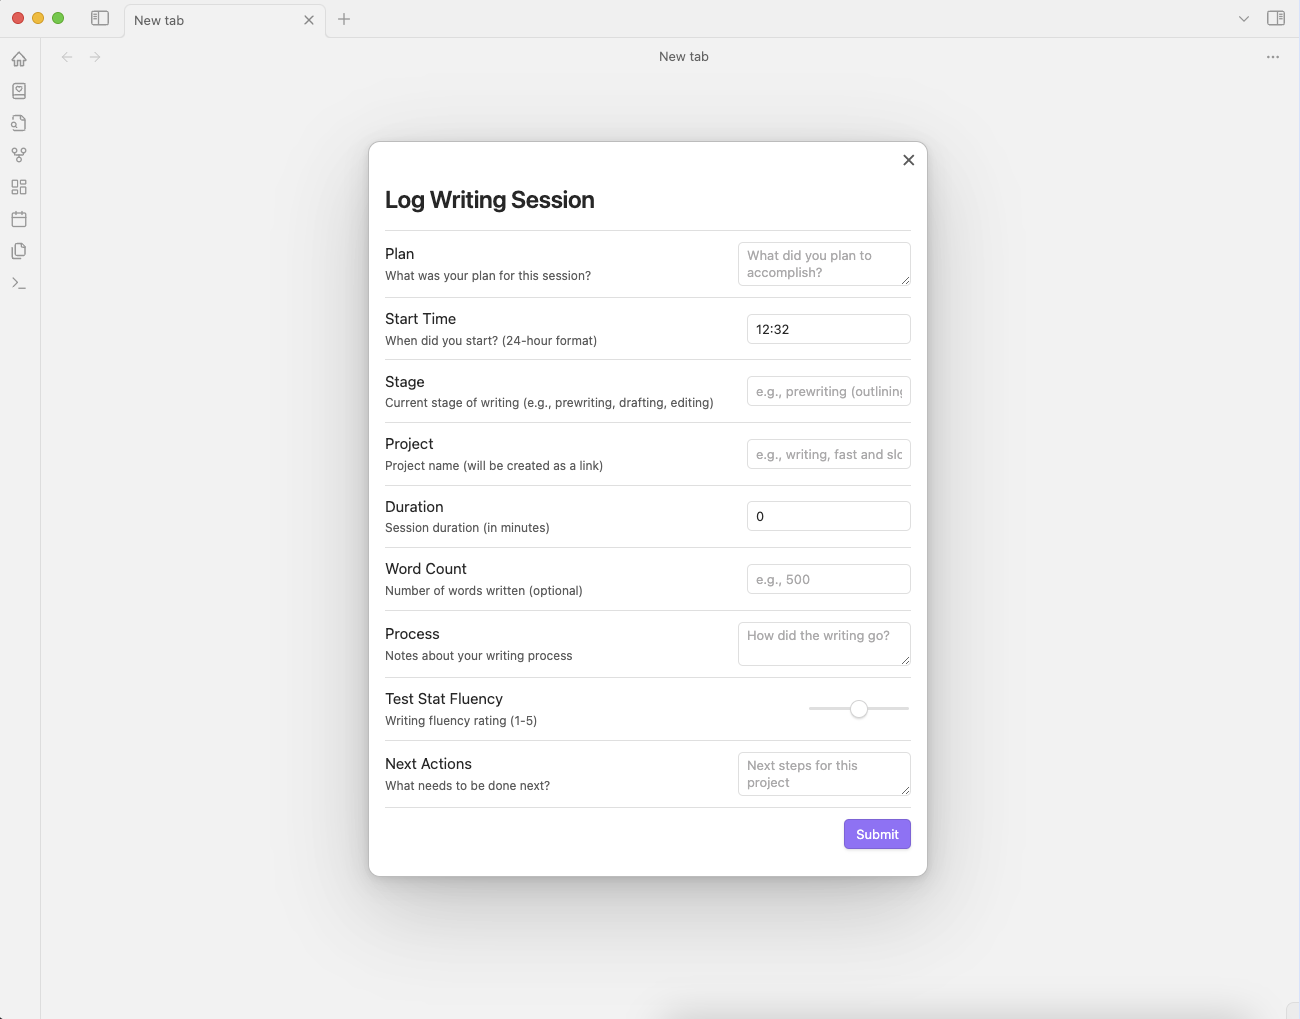 New tab
New tab
Log Writing Session
Plan
What was your plan for this session?
What did you plan to
accomplish?
Start Time
When did you start? (24-hour format)
12:32
Stage
Current stage of writing (e.g., prewriting, drafting, editing)
e.g., prewriting (outlining
Project
Project name (will be created as a link)
e.g., writing, fast and slo
Duration
Session duration (in minutes)
0
Word Count
Number of words written (optional)
e.g., 500
Process
Notes about your writing process
How did the writing go?
Test Stat Fluency
Writing fluency rating (1-5)
Next Actions
What needs to be done next?
Next steps for this
project
Submit